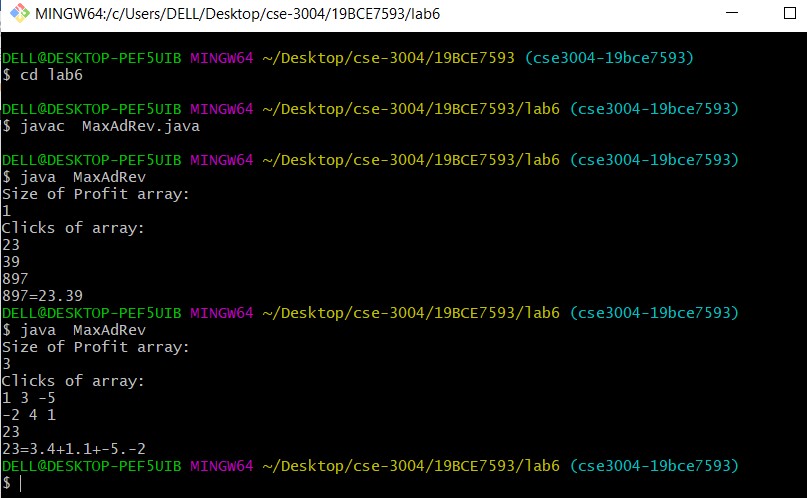 MINGW64:/c/Users/DELL/Desktop/cse-3004/19BCE7593/lab6
DELL@DESKTOP-PEF5UIB MINGW64 ~/Desktop/cse-3004/19BCE7593 (cse3004-19bce7593)
$ cd lab6
DELL@DESKTOP-PEF5UIB MINGW64 ~/Desktop/cse-3004/19BCE7593/lab6 (cse3004-19bce7593)
$ javac  MaxAdRev.java
DELL@DESKTOP-PEF5UIB MINGW64 ~/Desktop/cse-3004/19BCE7593/lab6 (cse3004-19bce7593)
$ java  MaxAdRev
Size of Profit array:
1
Clicks of array:
23
39
897
897=23.39
DELL@DESKTOP-PEF5UIB MINGW64 ~/Desktop/cse-3004/19BCE7593/lab6 (cse3004-19bce7593)
$ java  MaxAdRev
Size of Profit array:
3
Clicks of array:
1 3 -5
-2 4 1
23
23=3.4+1.1+-5.-2
DELL@DESKTOP-PEF5UIB MINGW64 ~/Desktop/cse-3004/19BCE7593/lab6 (cse3004-19bce7593)
$